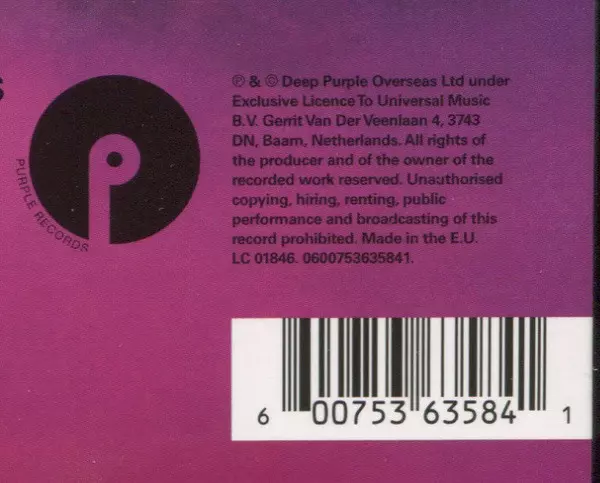 S
PURPLE RECORDS
℗ & © Deep Purple Overseas Ltd under
Exclusive Licence To Universal Music
B.V. Gerrit Van Der Veenlaan 4, 3743
DN, Baarn, Netherlands. All rights of
the producer and of the owner of the
recorded work reserved. Unauthorised
copying, hiring, renting, public
performance and broadcasting of this
record prohibited. Made in the E.U.
LC 01846. 0600753635841.
6 00753 63584 1